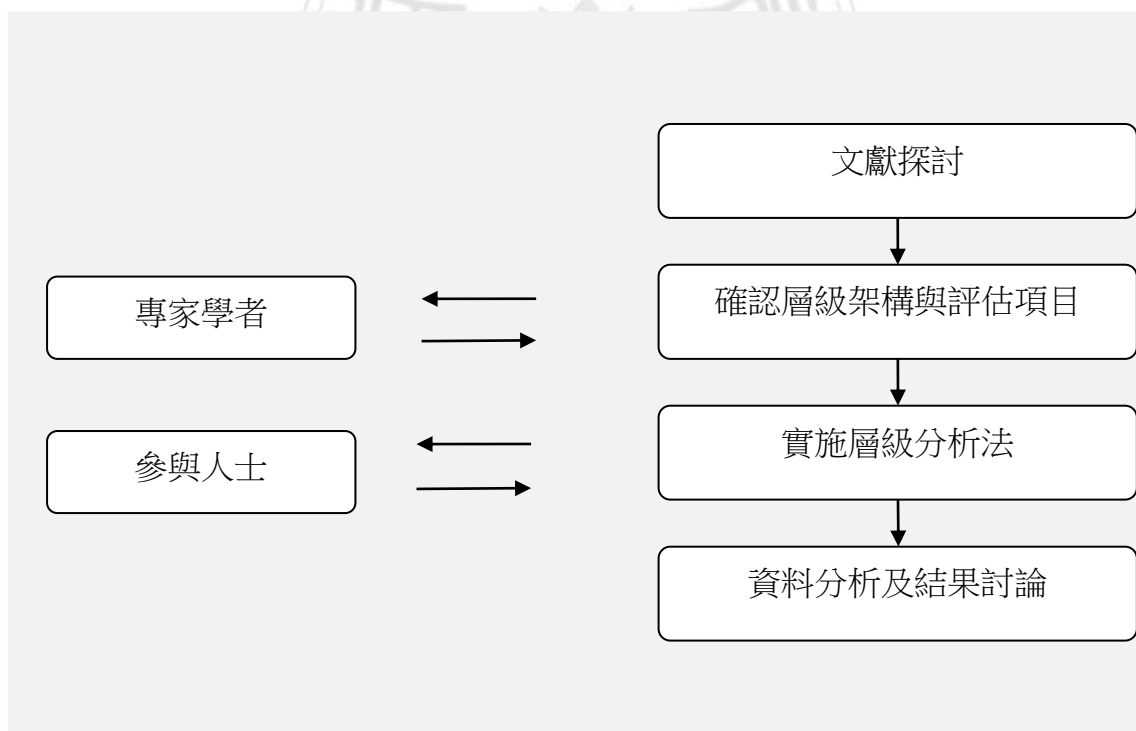 文獻探討
專家學者
確認層級架構與評估項目
參與人士
實施層級分析法
資料分析及結果討論